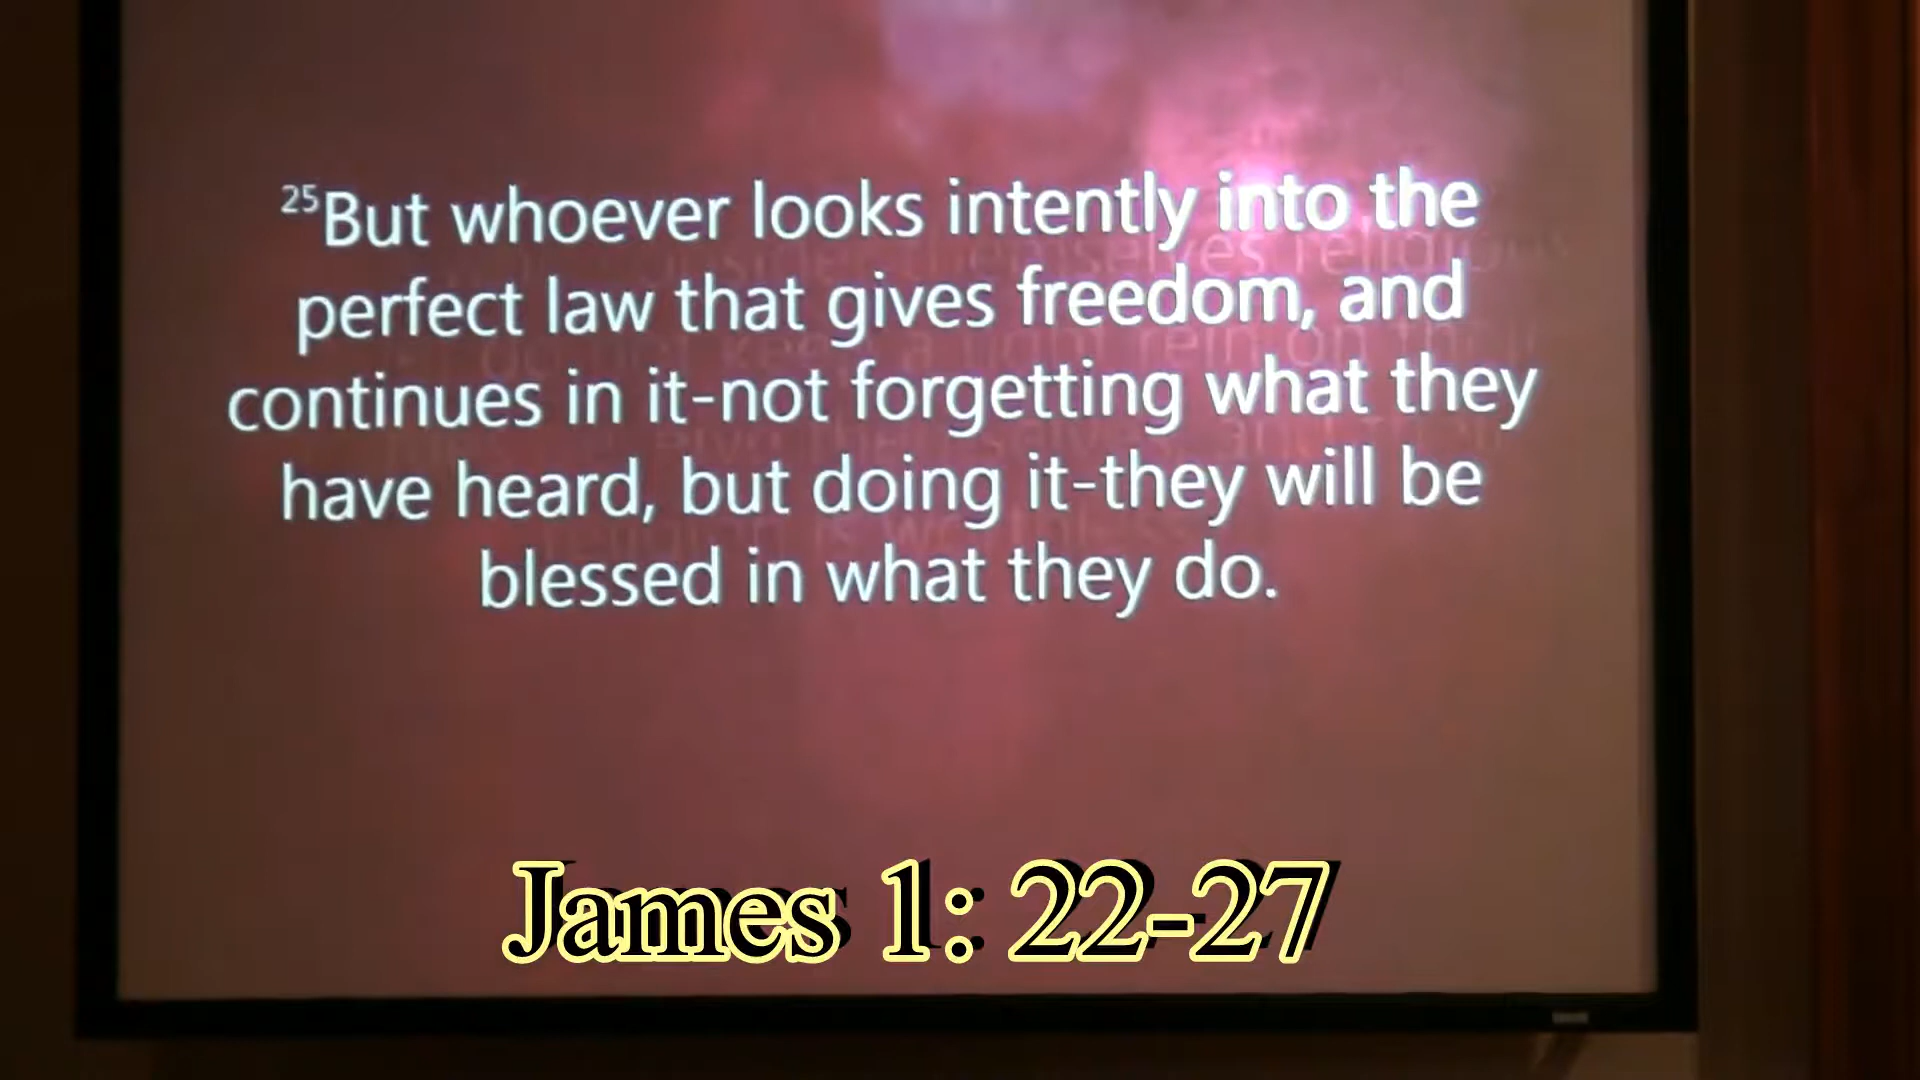 25But whoever looks intently into the
perfect law that gives freedom, and
continues in it-not forgetting what they
have heard, but doing it-they will be
blessed in what they do.
James 1: 22-27